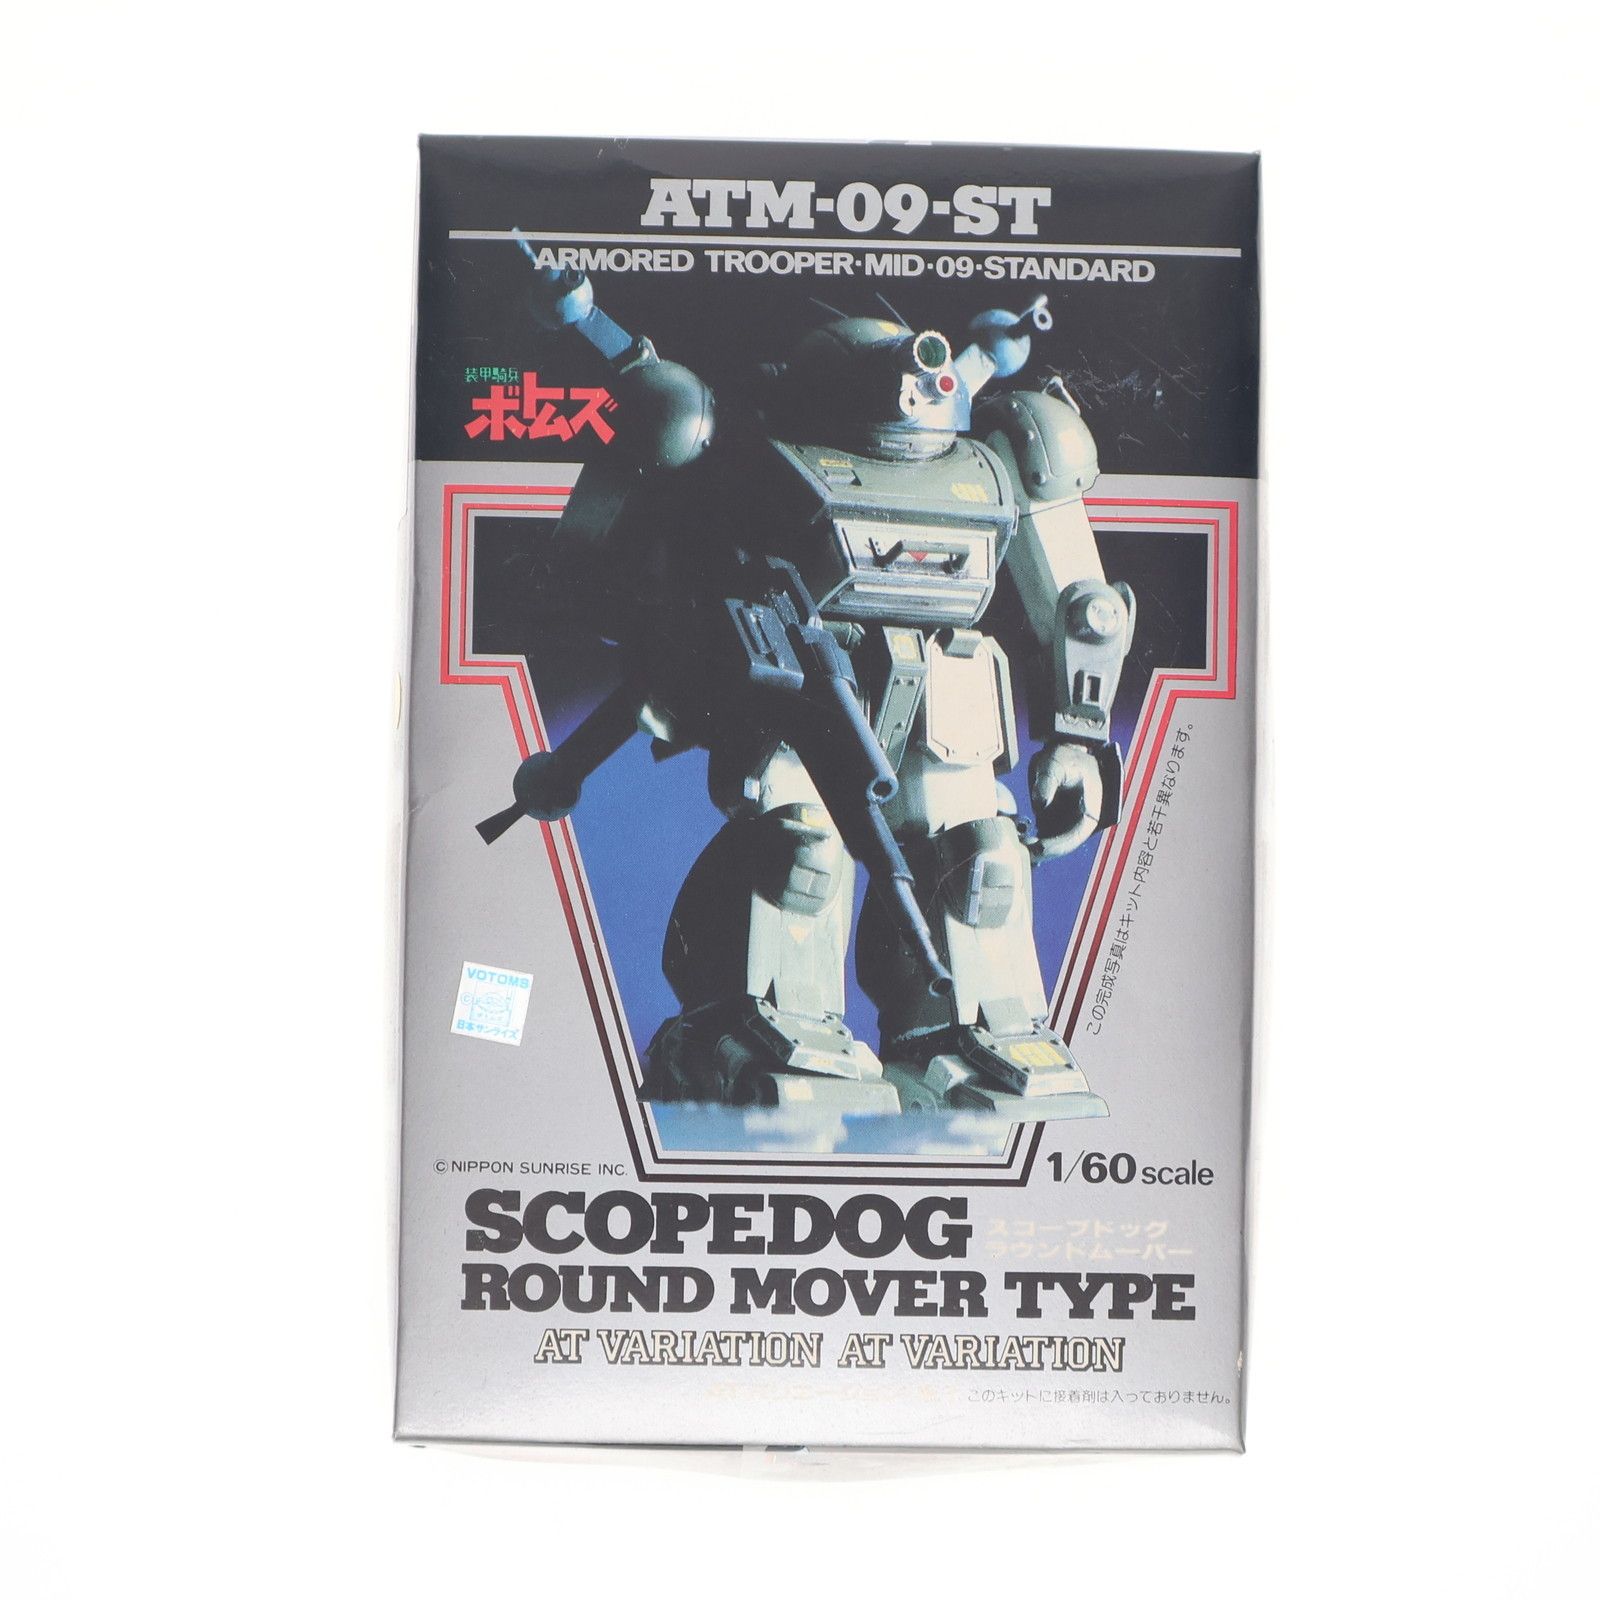 ATM-09-ST
ARMORED TROOPER·MID·09·STANDARD
装甲騎兵
ボトムズ
この完成写真はキット内容と若干異なります。
VOTOMS
©
日本サンライズ
©NIPPON SUNRISE INC.
1/60 scale
SCOPEDOG
スコープドッグ
ラウンドムーバー
ROUND MOVER TYPE
AT VARIATION AT VARIATION
このキットに接着剤は入っておりません。